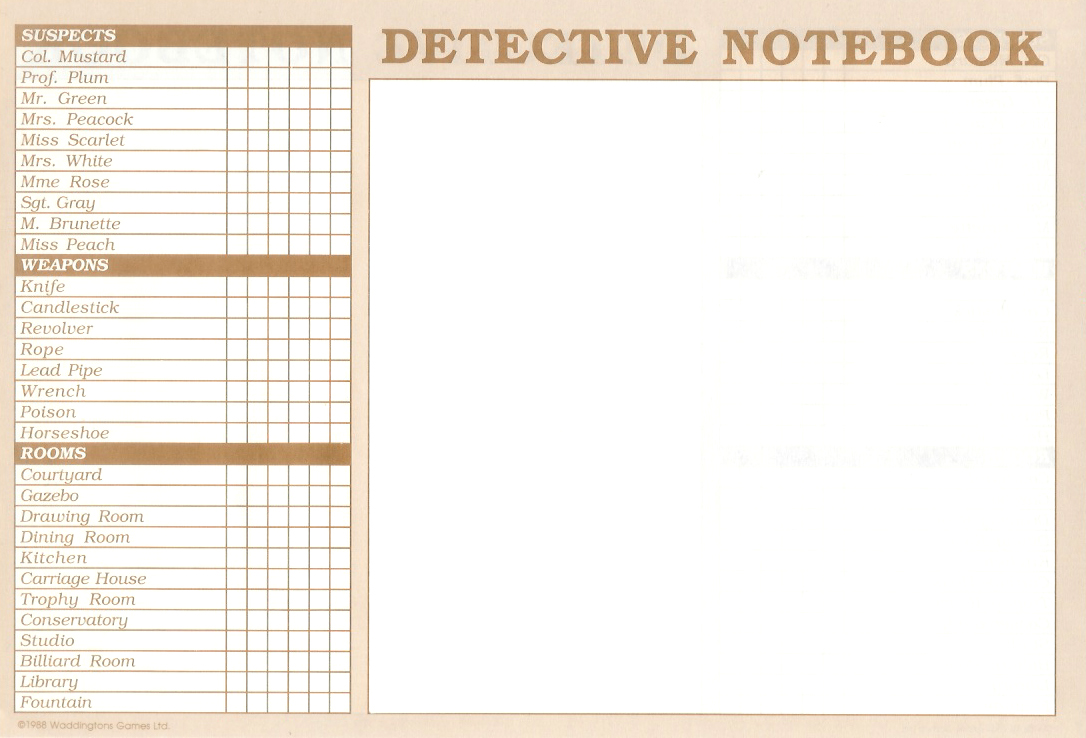 SUSPECTS
Col. Mustard
Prof. Plum
Mr. Green
Mrs. Peacock
Miss Scarlet
Mrs. White
Mme Rose
Sgt. Gray
M. Brunette
Miss Peach
WEAPONS
Knife
Candlestick
Revolver
Rope
Lead Pipe
Wrench
Poison
Horseshoe
ROOMS
Courtyard
Gazebo
Drawing Room
Dining Room
Kitchen
Carriage House
Trophy Room
Conservatory
Studio
Billiard Room
Library
Fountain
©1988 Waddingtons Games Ltd.
DETECTIVE NOTEBOOK